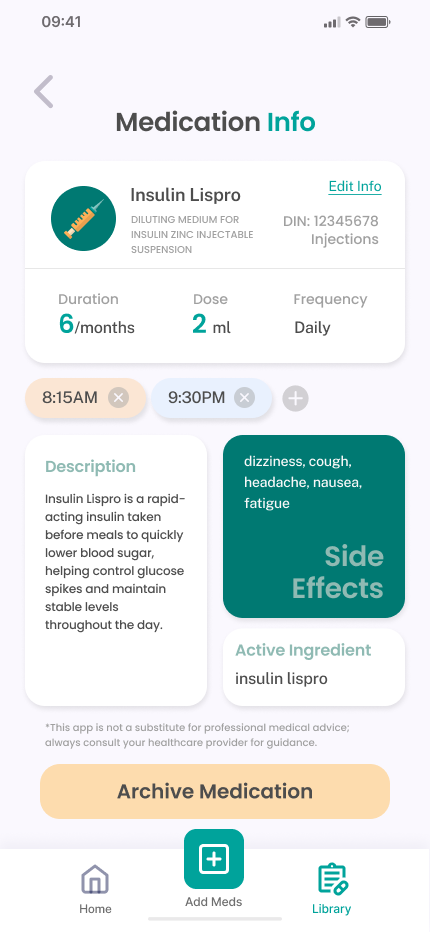 09:41
Medication Info
Insulin Lispro
Edit Info
DILUTING MEDIUM FOR
INSULIN ZINC INJECTABLE
SUSPENSION
DIN: 12345678
Injections
Duration
Dose
Frequency
6/months
2 ml
Daily
8:15AM
9:30PM
Description
Insulin Lispro is a rapid-
acting insulin taken
before meals to quickly
lower blood sugar,
helping control glucose
spikes and maintain
stable levels
throughout the day.
dizziness, cough,
headache, nausea,
fatigue
Side
Effects
Active Ingredient
insulin lispro
*This app is not a substitute for professional medical advice;
always consult your healthcare provider for guidance.
Archive Medication
Home
Add Meds
Library